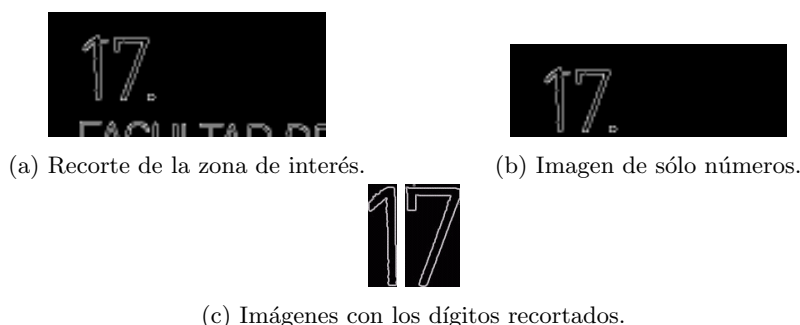 17.
FACULTAD DE
(a) Recorte de la zona de interés.
17.
(b) Imagen de sólo números.
17
(c) Imágenes con los dígitos recortados.